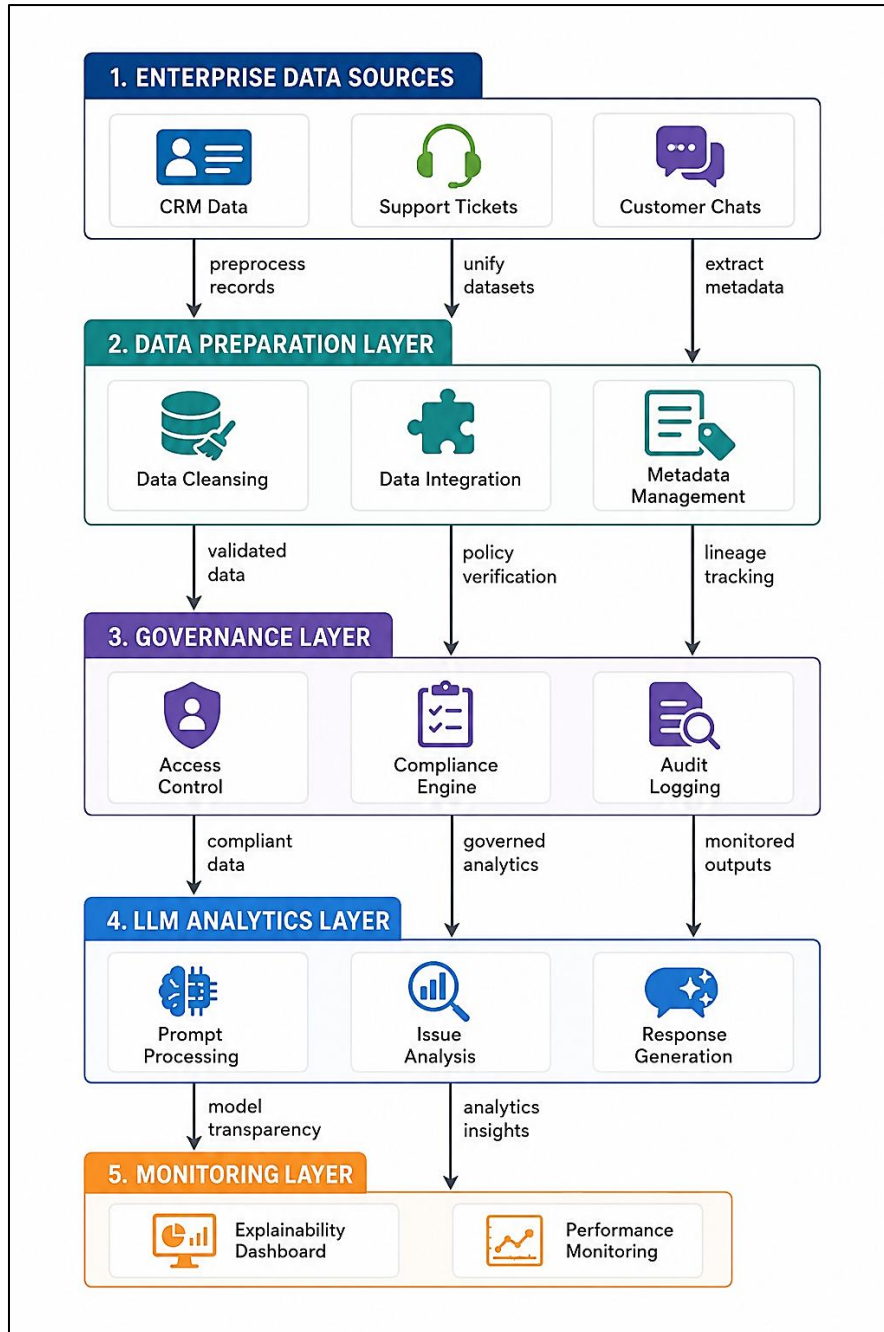 1. ENTERPRISE DATA SOURCES
CRM Data
Support Tickets
Customer Chats
preprocess
records
unify
datasets
extract
metadata
2. DATA PREPARATION LAYER
Data Cleansing
Data Integration
Metadata
Management
validated
data
policy
verification
lineage
tracking
3. GOVERNANCE LAYER
Access
Control
Compliance
Engine
Audit
Logging
compliant
data
governed
analytics
monitored
outputs
4. LLM ANALYTICS LAYER
Prompt
Processing
Issue
Analysis
Response
Generation
model
transparency
analytics
insights
5. MONITORING LAYER
Explainability
Dashboard
Performance
Monitoring